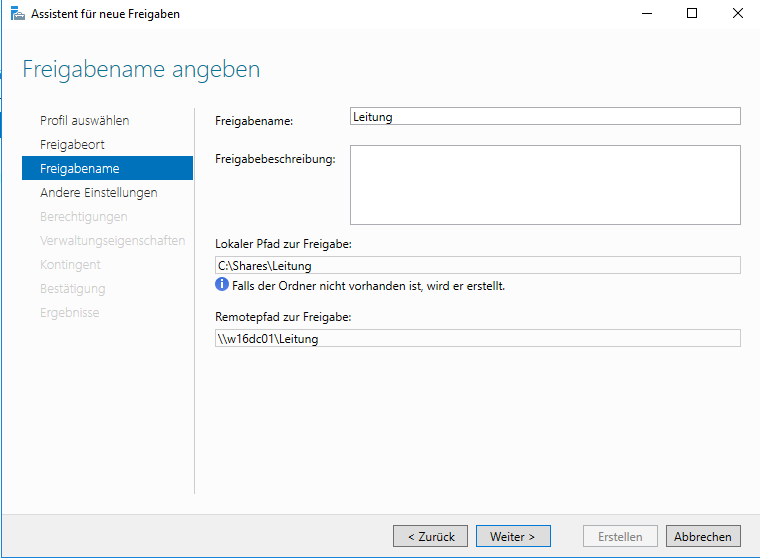 Assistent für neue Freigaben
Freigabename angeben
Profil auswählen
Freigabeort
Freigabename
Andere Einstellungen
Berechtigungen
Verwaltungseigenschaften
Kontingent
Bestätigung
Ergebnisse
Freigabename:
Leitung
Freigabebeschreibung:
Lokaler Pfad zur Freigabe:
C:\Shares\Leitung
Falls der Ordner nicht vorhanden ist, wird er erstellt.
Remotepfad zur Freigabe:
\\w16dc01\Leitung
< Zurück
Weiter >
Erstellen
Abbrechen